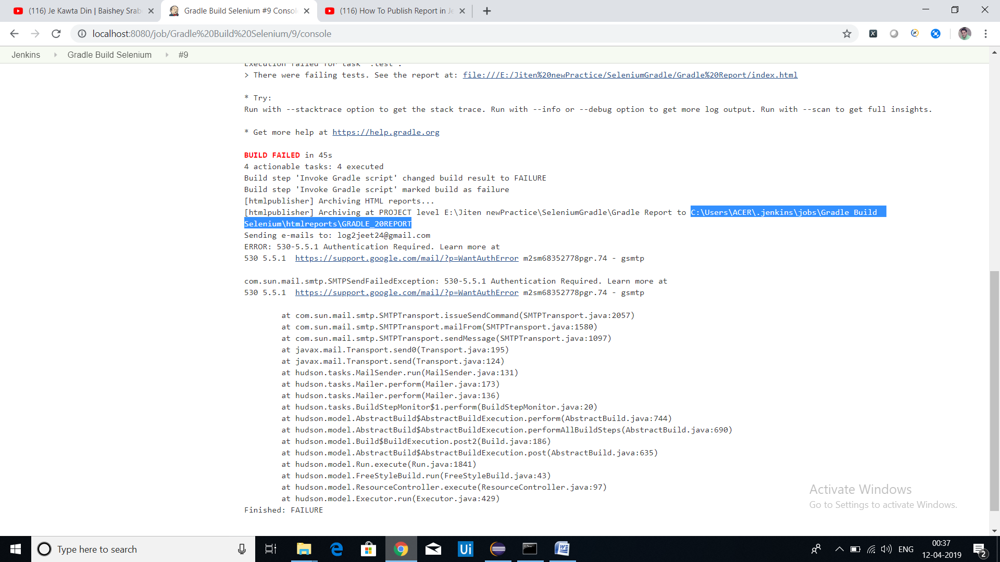 (116) Je Kawta Din | Baishey Srab
Gradle Build Selenium #9 Conso
(116) How To Publish Report in Je
localhost:8080/job/Gradle%20Build%20Selenium/9/console
Jenkins
Gradle Build Selenium
#9
Execution failed for task ':test'.
> There were failing tests. See the report at: file:///E:/Jiten%20newPractice/SeleniumGradle/Gradle%20Report/index.html
* Try:
Run with --stacktrace option to get the stack trace. Run with --info or --debug option to get more log output. Run with --scan to get full insights.
* Get more help at https://help.gradle.org
BUILD FAILED in 45s
4 actionable tasks: 4 executed
Build step 'Invoke Gradle script' changed build result to FAILURE
Build step 'Invoke Gradle script' marked build as failure
[htmlpublisher] Archiving HTML reports...
[htmlpublisher] Archiving at PROJECT level E:\Jiten newPractice\SeleniumGradle\Gradle Report to C:\Users\ACER\.jenkins\jobs\Gradle Build
Selenium\htmlreports\GRADLE_20REPORT
Sending e-mails to: log2jeet24@gmail.com
ERROR: 530-5.5.1 Authentication Required. Learn more at
530 5.5.1  https://support.google.com/mail/?p=WantAuthError m2sm68352778pgr.74 - gsmtp
com.sun.mail.smtp.SMTPSendFailedException: 530-5.5.1 Authentication Required. Learn more at
530 5.5.1  https://support.google.com/mail/?p=WantAuthError m2sm68352778pgr.74 - gsmtp
at com.sun.mail.smtp.SMTPTransport.issueSendCommand(SMTPTransport.java:2057)
at com.sun.mail.smtp.SMTPTransport.mailFrom(SMTPTransport.java:1580)
at com.sun.mail.smtp.SMTPTransport.sendMessage(SMTPTransport.java:1097)
at javax.mail.Transport.send0(Transport.java:195)
at javax.mail.Transport.send(Transport.java:124)
at hudson.tasks.MailSender.run(MailSender.java:131)
at hudson.tasks.Mailer.perform(Mailer.java:173)
at hudson.tasks.Mailer.perform(Mailer.java:136)
at hudson.tasks.BuildStepMonitor$1.perform(BuildStepMonitor.java:20)
at hudson.model.AbstractBuild$AbstractBuildExecution.perform(AbstractBuild.java:744)
at hudson.model.AbstractBuild$AbstractBuildExecution.performAllBuildSteps(AbstractBuild.java:690)
at hudson.model.Build$BuildExecution.post2(Build.java:186)
at hudson.model.AbstractBuild$AbstractBuildExecution.post(AbstractBuild.java:635)
at hudson.model.Run.execute(Run.java:1841)
at hudson.model.FreeStyleBuild.run(FreeStyleBuild.java:43)
at hudson.model.ResourceController.execute(ResourceController.java:97)
at hudson.model.Executor.run(Executor.java:429)
Finished: FAILURE
Activate Windows
Go to Settings to activate Windows.
Type here to search
Ui
ENG
00:37
12-04-2019
2